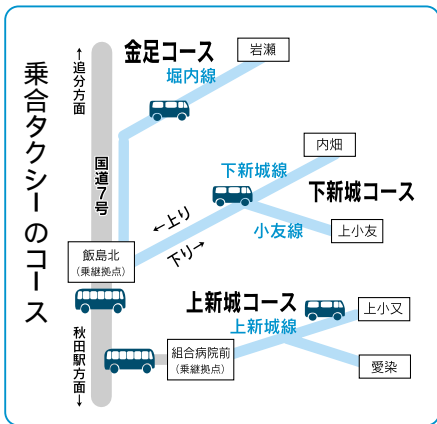 乗合タクシーのコース
↑追分方面
国道7号
秋田駅方面↓
金足コース
堀内線
岩瀬
下新城線
内畑
下新城コース
小友線
上小友
←上り
下り→
飯島北
(乗継拠点)
上新城コース
上新城線
上小又
組合病院前
(乗継拠点)
愛染